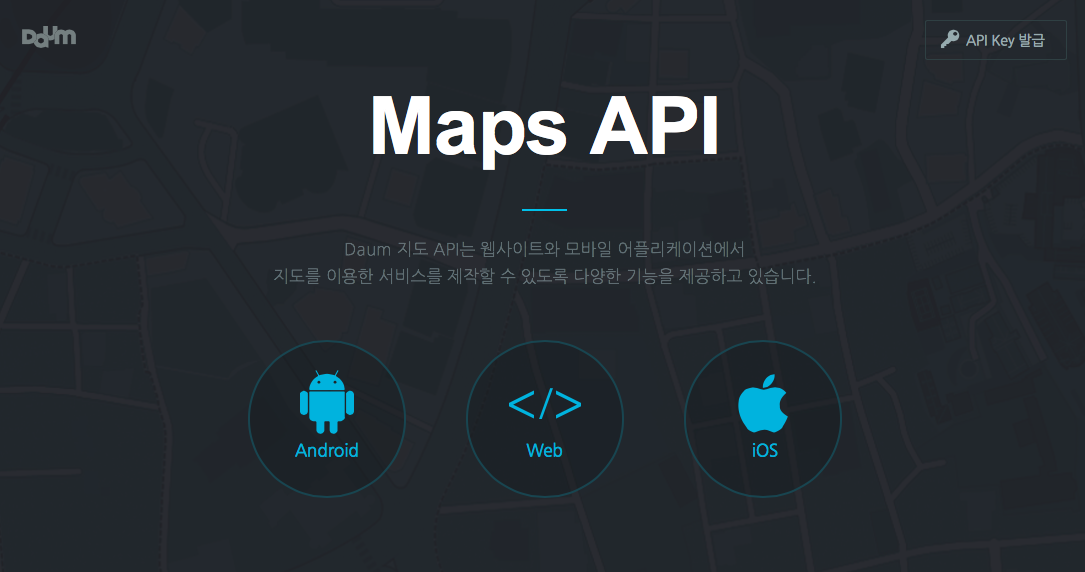 Daum
API Key 발급
Maps API
Daum 지도 API는 웹사이트와 모바일 어플리케이션에서
지도를 이용한 서비스를 제작할 수 있도록 다양한 기능을 제공하고 있습니다.
</>
Android
Web
iOS